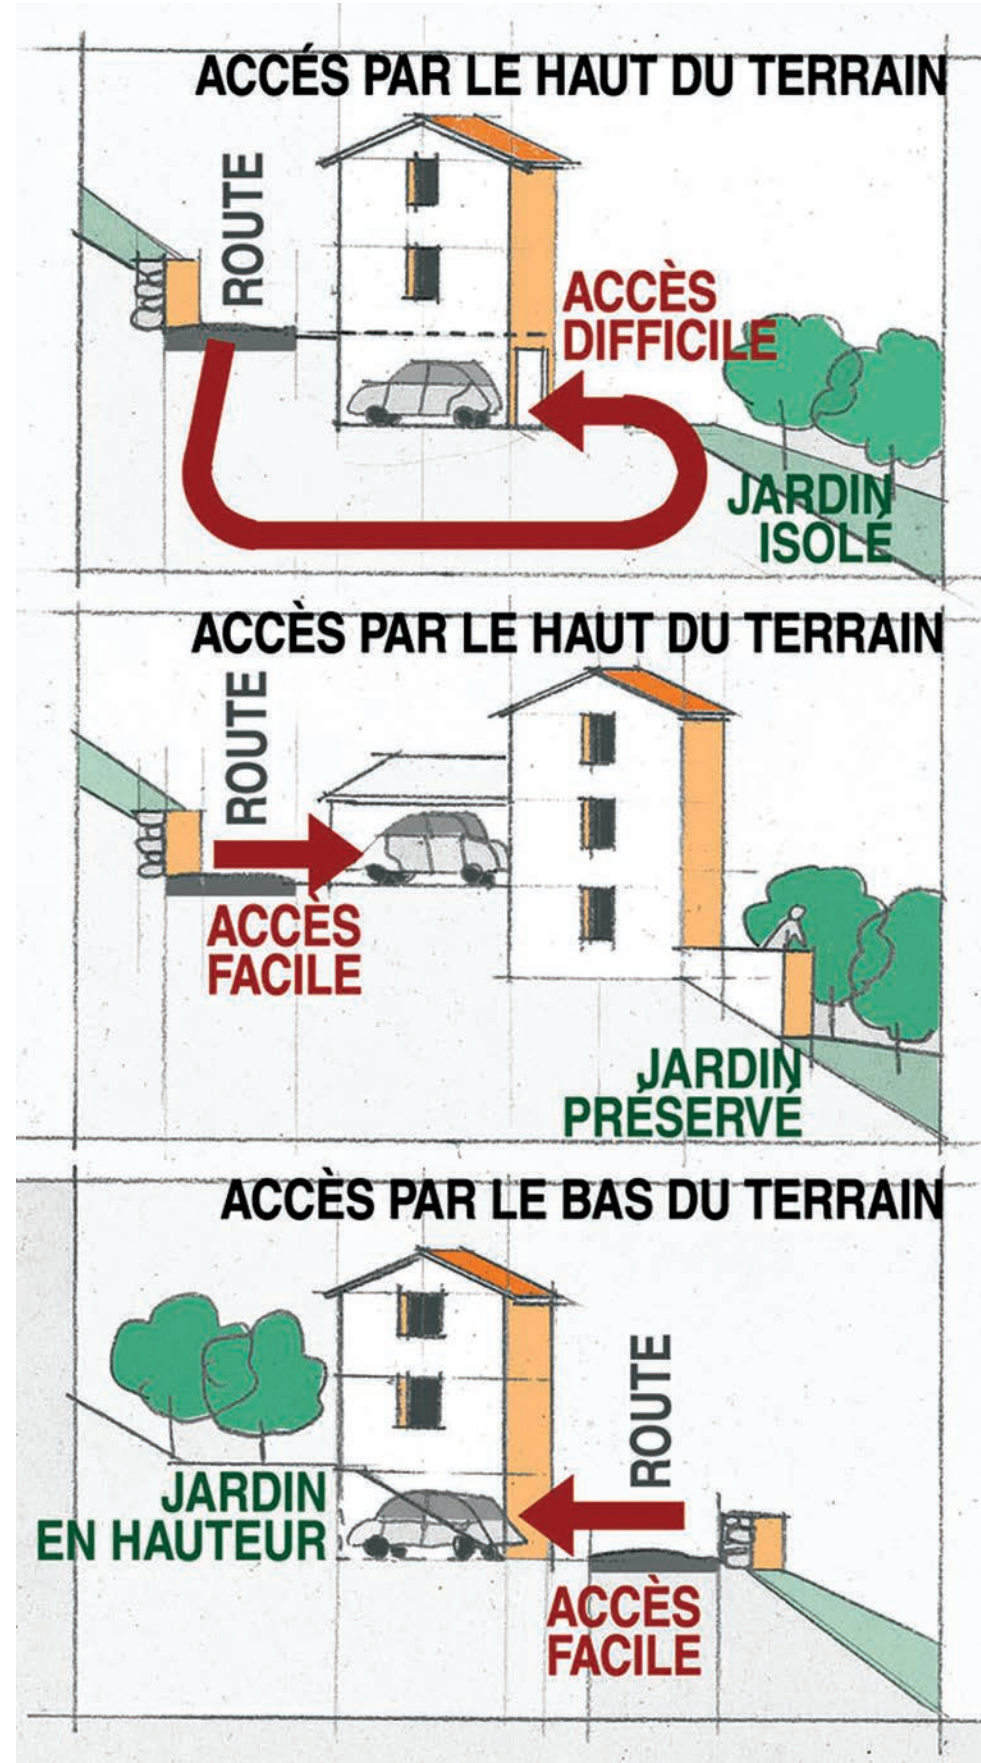 ACCÉS PAR LE HAUT DU TERRAIN
ROUTE
ACCÈS
DIFFICILE
JARDIN
ISOLÉ
ACCÈS PAR LE HAUT DU TERRAIN
ROUTE
ACCÈS
FACILE
JARDIN
PRÉSERVÉ
ACCÈS PAR LE BAS DU TERRAIN
ROUTE
JARDIN
EN HAUTEUR
ACCÈS
FACILE